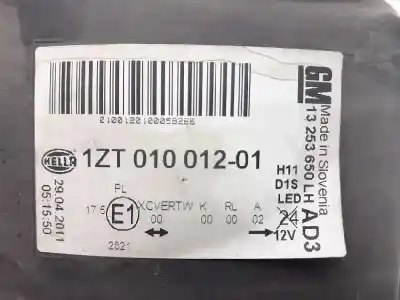 0100120100059266
HELLA 1ZT 010 012-01
29.04.2011
05:15:50
PL
17.5
E1
2821
XCVERTW K RL A
00 00 00 02
H11
D1S
LED
24
12V
GM
Made in Slovenia
13 253 650 LH AD3